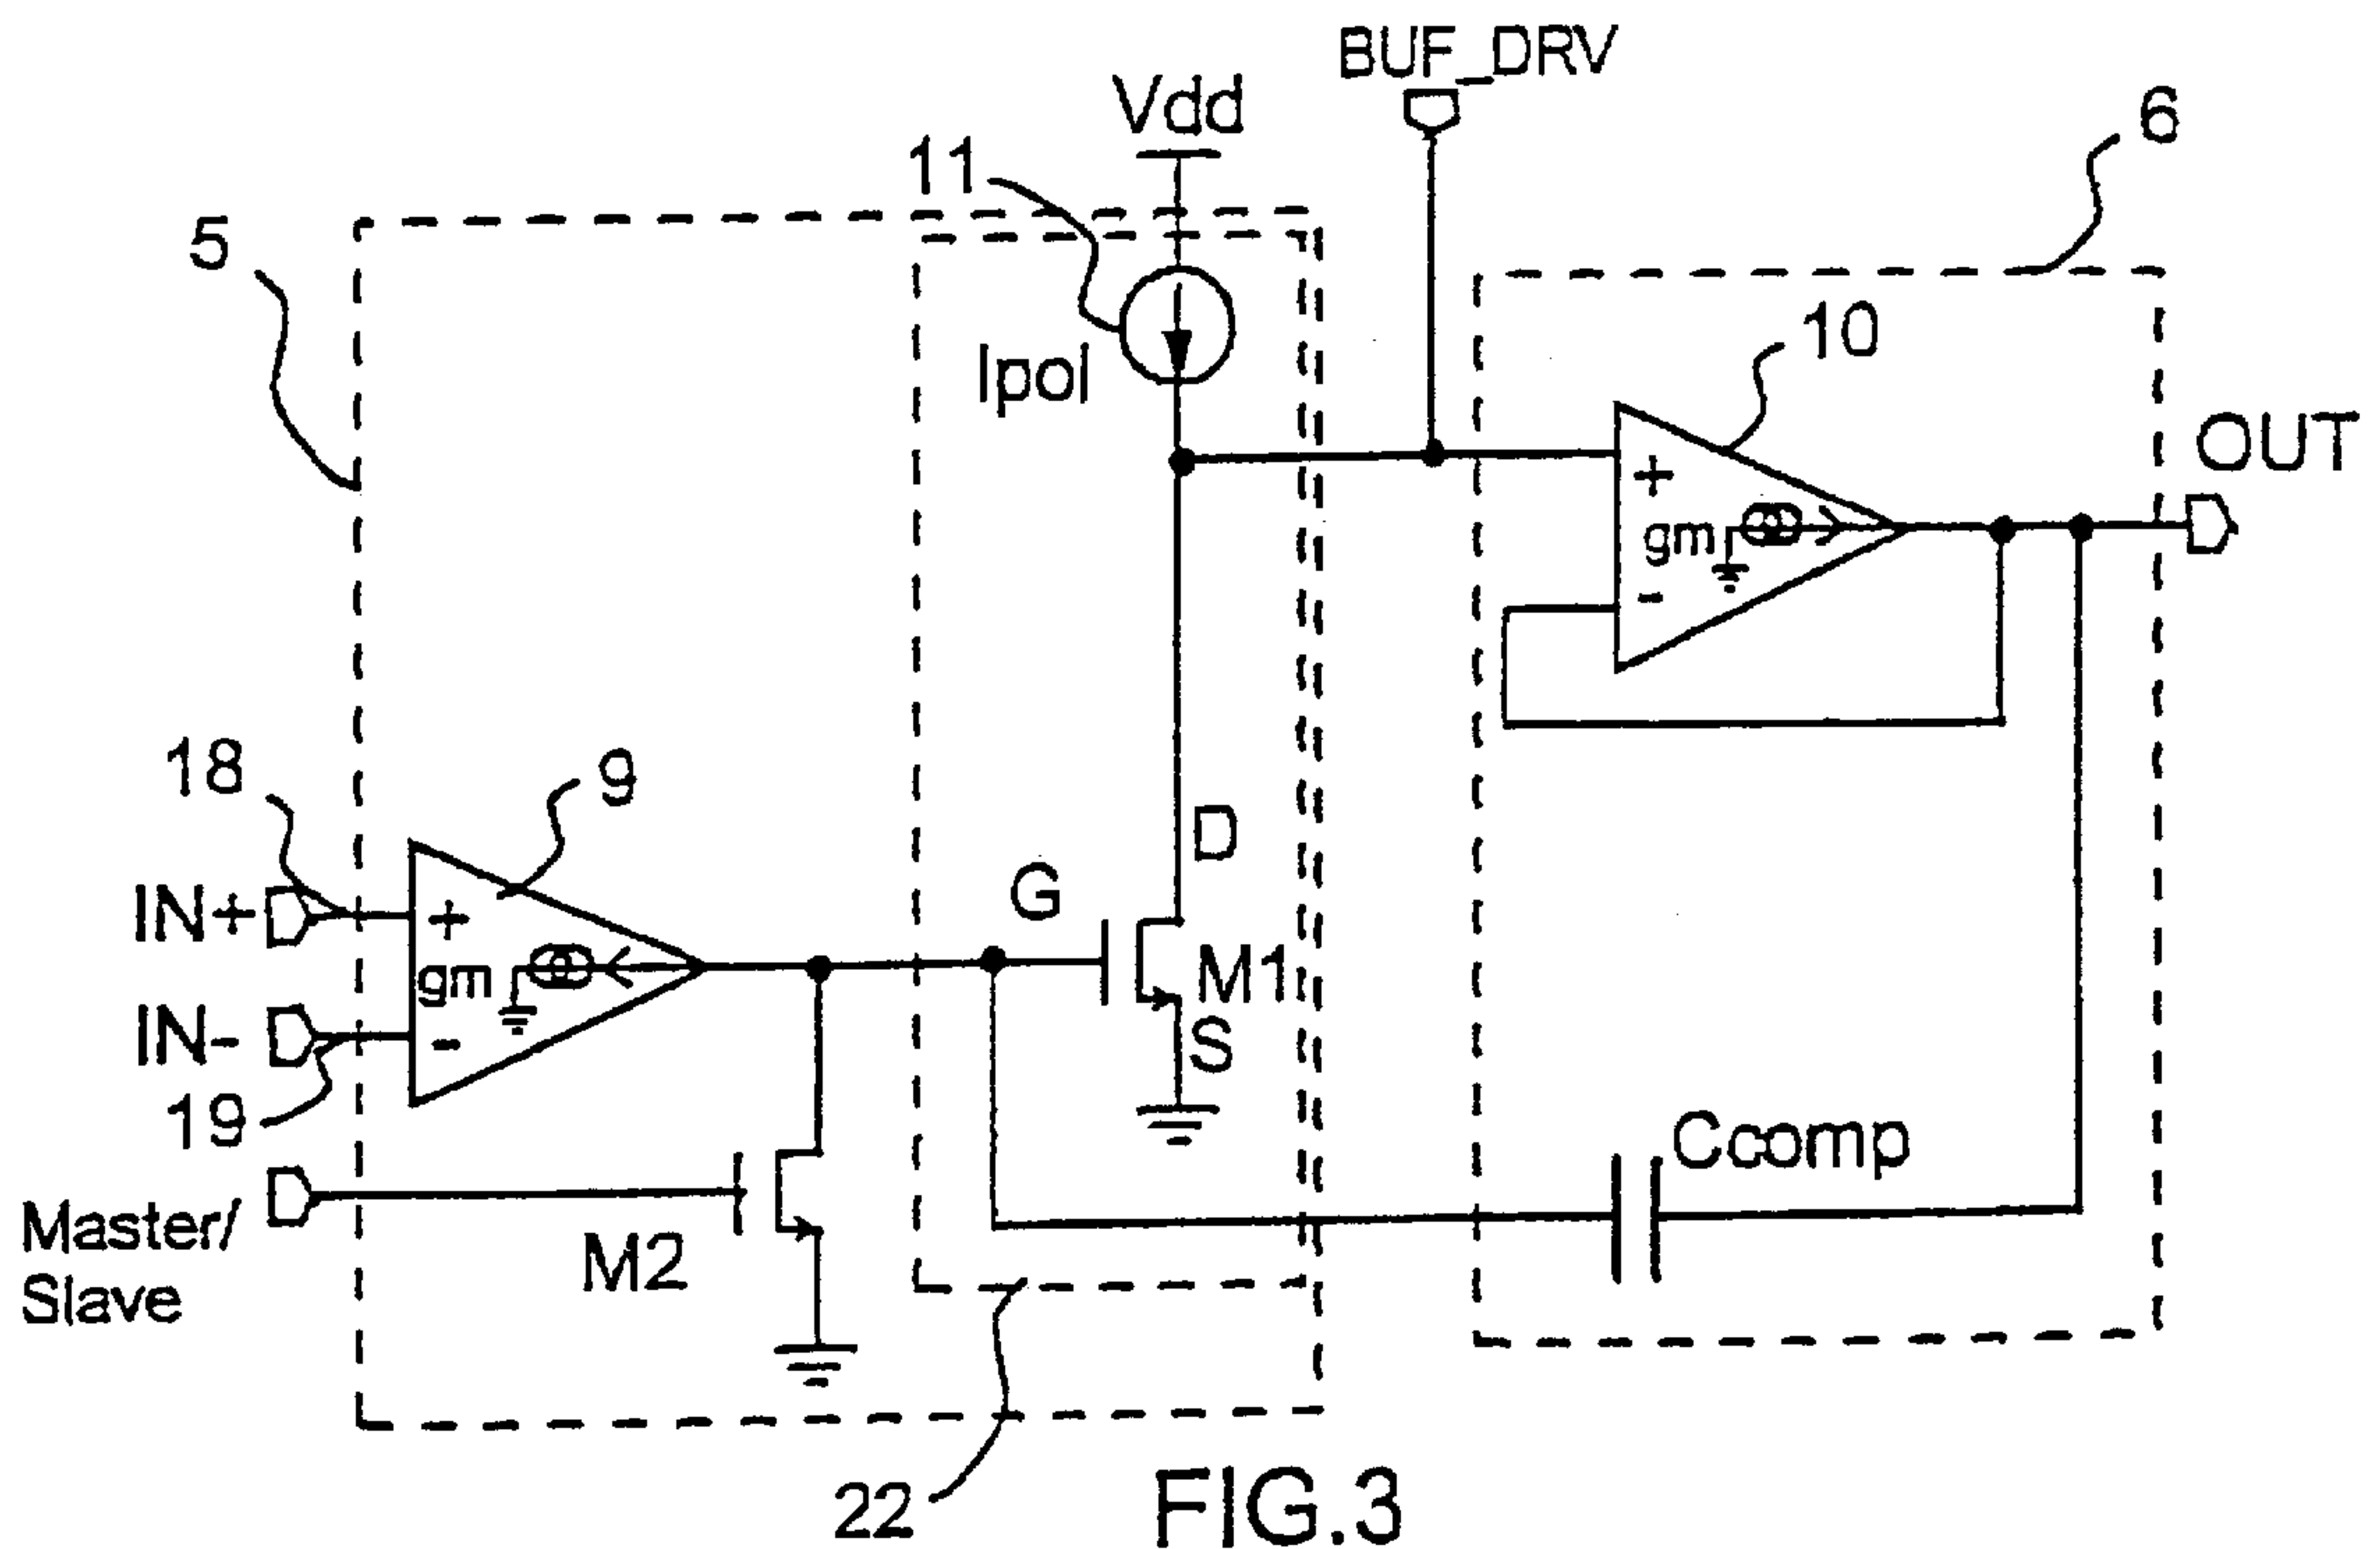 BUF_DRV
Vdd
6
11
5
10
Ipol
OUT
+
gm
-
18
9
D
G
IN+
+
gm
M1
IN-
-
S
19
Ccomp
Master/
Slave
M2
22
FIG.3